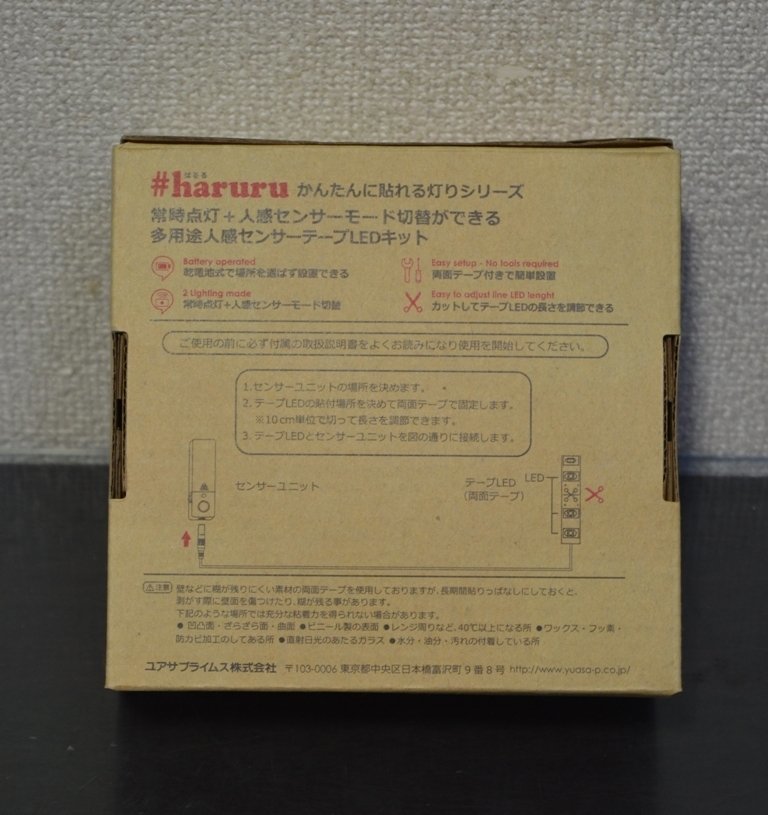 はるる
#haruru かんたんに貼れる灯りシリーズ
常時点灯+人感センサーモード切替ができる
多用途人感センサーテープLEDキット
Battery operated
乾電池式で場所を選ばず設置できる
Easy setup - No tools required
両面テープ付きで簡単設置
2 Lighting mode
常時点灯+人感センサーモード切替
Easy to adjust line LED lenght
カットしてテープLEDの長さを調節できる
ご使用の前に必ず付属の取扱説明書をよくお読みになり使用を開始してください。
1.センサーユニットの場所を決めます。
2. テープLEDの貼付場所を決めて両面テープで固定します。
※10cm単位で切って長さを調節できます。
3. テープLEDとセンサーユニットを図の通りに接続します。
センサーユニット
テープLED
(両面テープ)
LED
⚠注意 壁などに糊が残りにくい素材の両面テープを使用しておりますが、長期間貼りっぱなしにしておくと、
剥がす際に壁面を傷つけたり、糊が残る事があります。
下記のような場所では充分な粘着力を得られない場合があります。
●凹凸面・ざらざら面・曲面 ●ビニール製の表面 ●レンジ周りなど、40℃以上になる所 ●ワックス・フッ素・
防カビ加工のしてある所 ●直射日光のあたるガラス ●水分・油分・汚れの付着している所
ユアサプライムス株式会社 〒103-0006 東京都中央区日本橋富沢町9番8号 http://www.yuasa-p.co.jp/